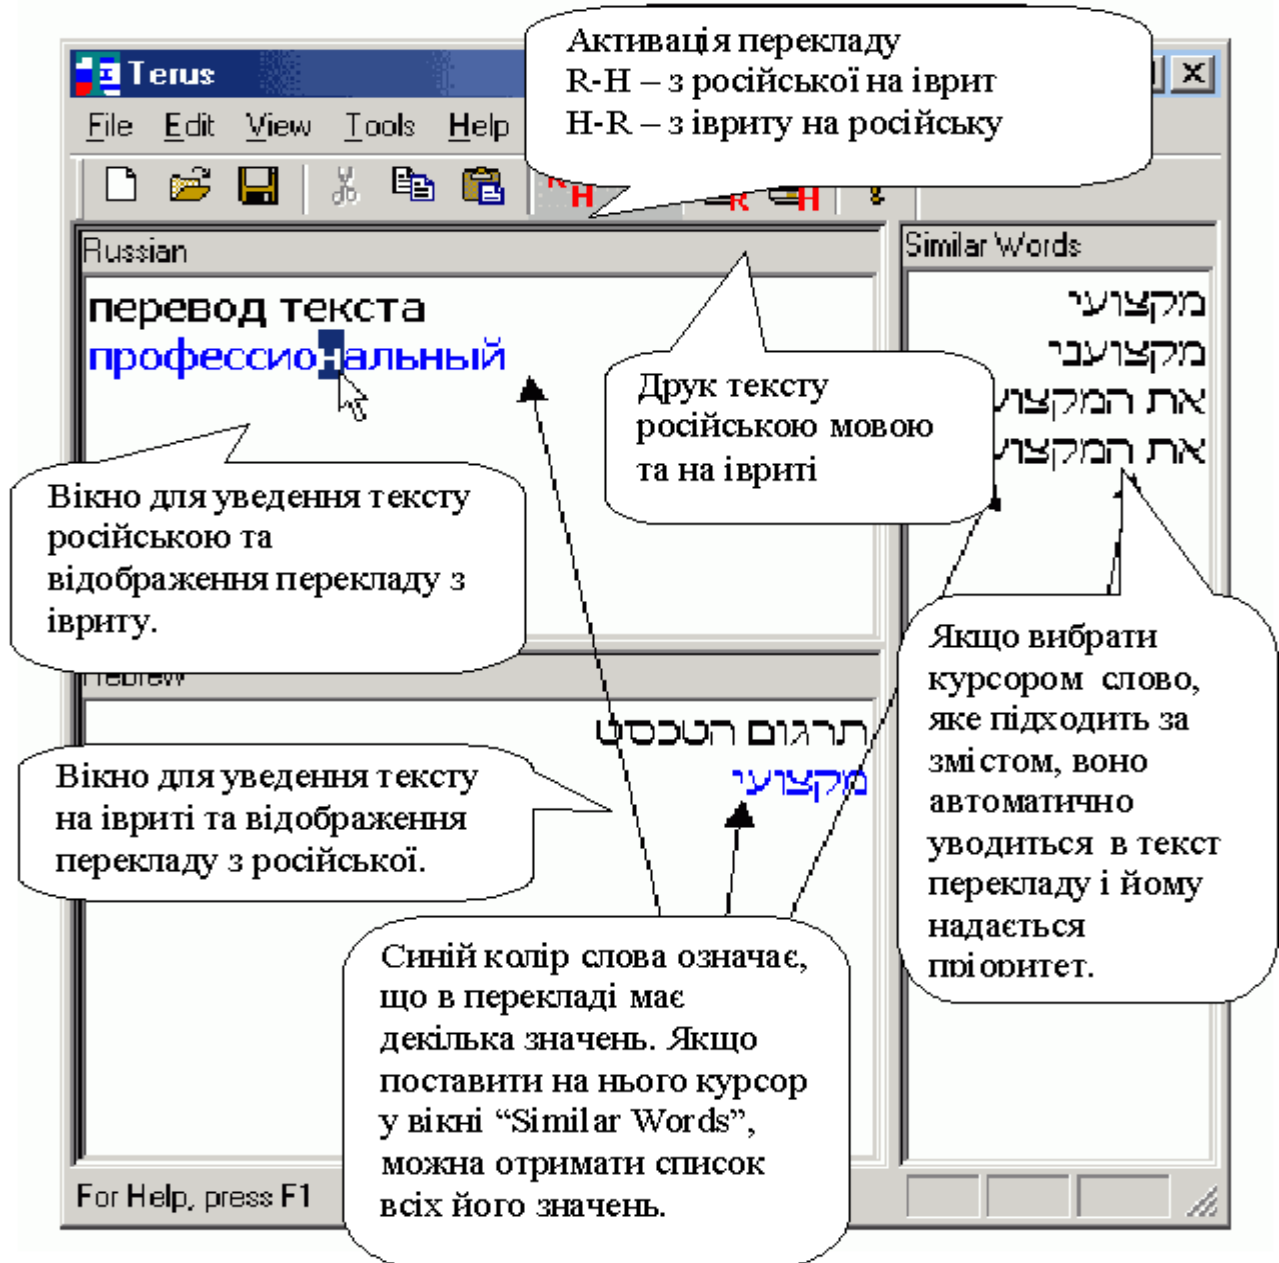 Активація перекладу
R-H – з російської на іврит
H-R – з івриту на російську
Terus
File Edit View Tools Help
R H R H
Russian
перевод текста
профессиональный
Similar Words
מקצועי
מקצועני
את המקצוע
את המקצוע
Друк тексту
російською мовою
та на івриті
Вікно для уведення тексту
російською та
відображення перекладу з
івриту.
Hebrew
תרגום הטכסט
מקצועי
Вікно для уведення тексту
на івриті та відображення
перекладу з російської.
Якщо вибрати
курсором слово,
яке підходить за
змістом, воно
автоматично
уводиться в текст
перекладу і йому
надається
пріоритет.
Синій колір слова означає,
що в перекладі має
декілька значень. Якщо
поставити на нього курсор
у вікні “Similar Words”,
можна отримати список
всіх його значень.
For Help, press F1